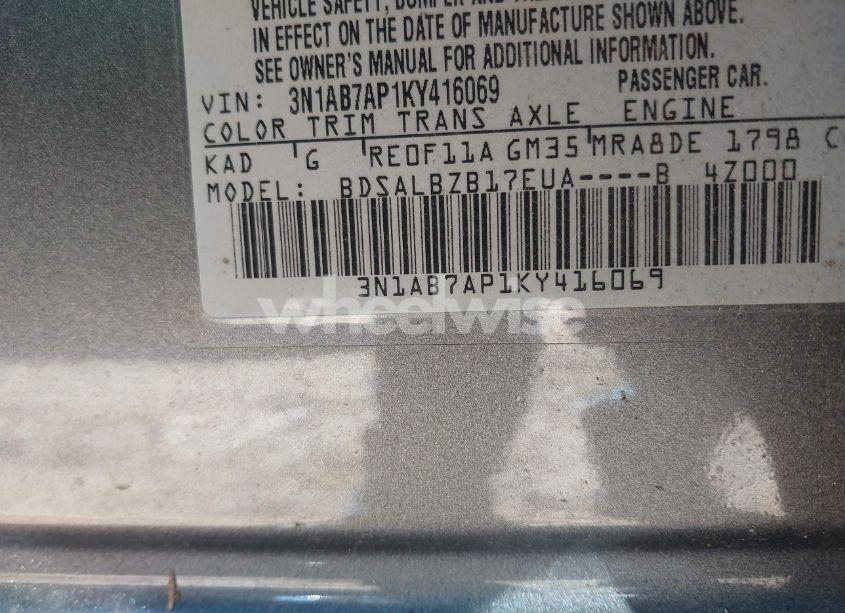 VEHICLE SAFETY, BUMPER AND THE
IN EFFECT ON THE DATE OF MANUFACTURE SHOWN ABOVE.
SEE OWNER'S MANUAL FOR ADDITIONAL INFORMATION.
VIN: 3N1AB7AP1KY416069 PASSENGER CAR.
COLOR TRIM TRANS AXLE ENGINE
KAD G RE0F11A GM35 MRA8DE 1798 C
MODEL: BDSALBZB17EUA----B 4Z000
3N1AB7AP1KY416069
wheelwise